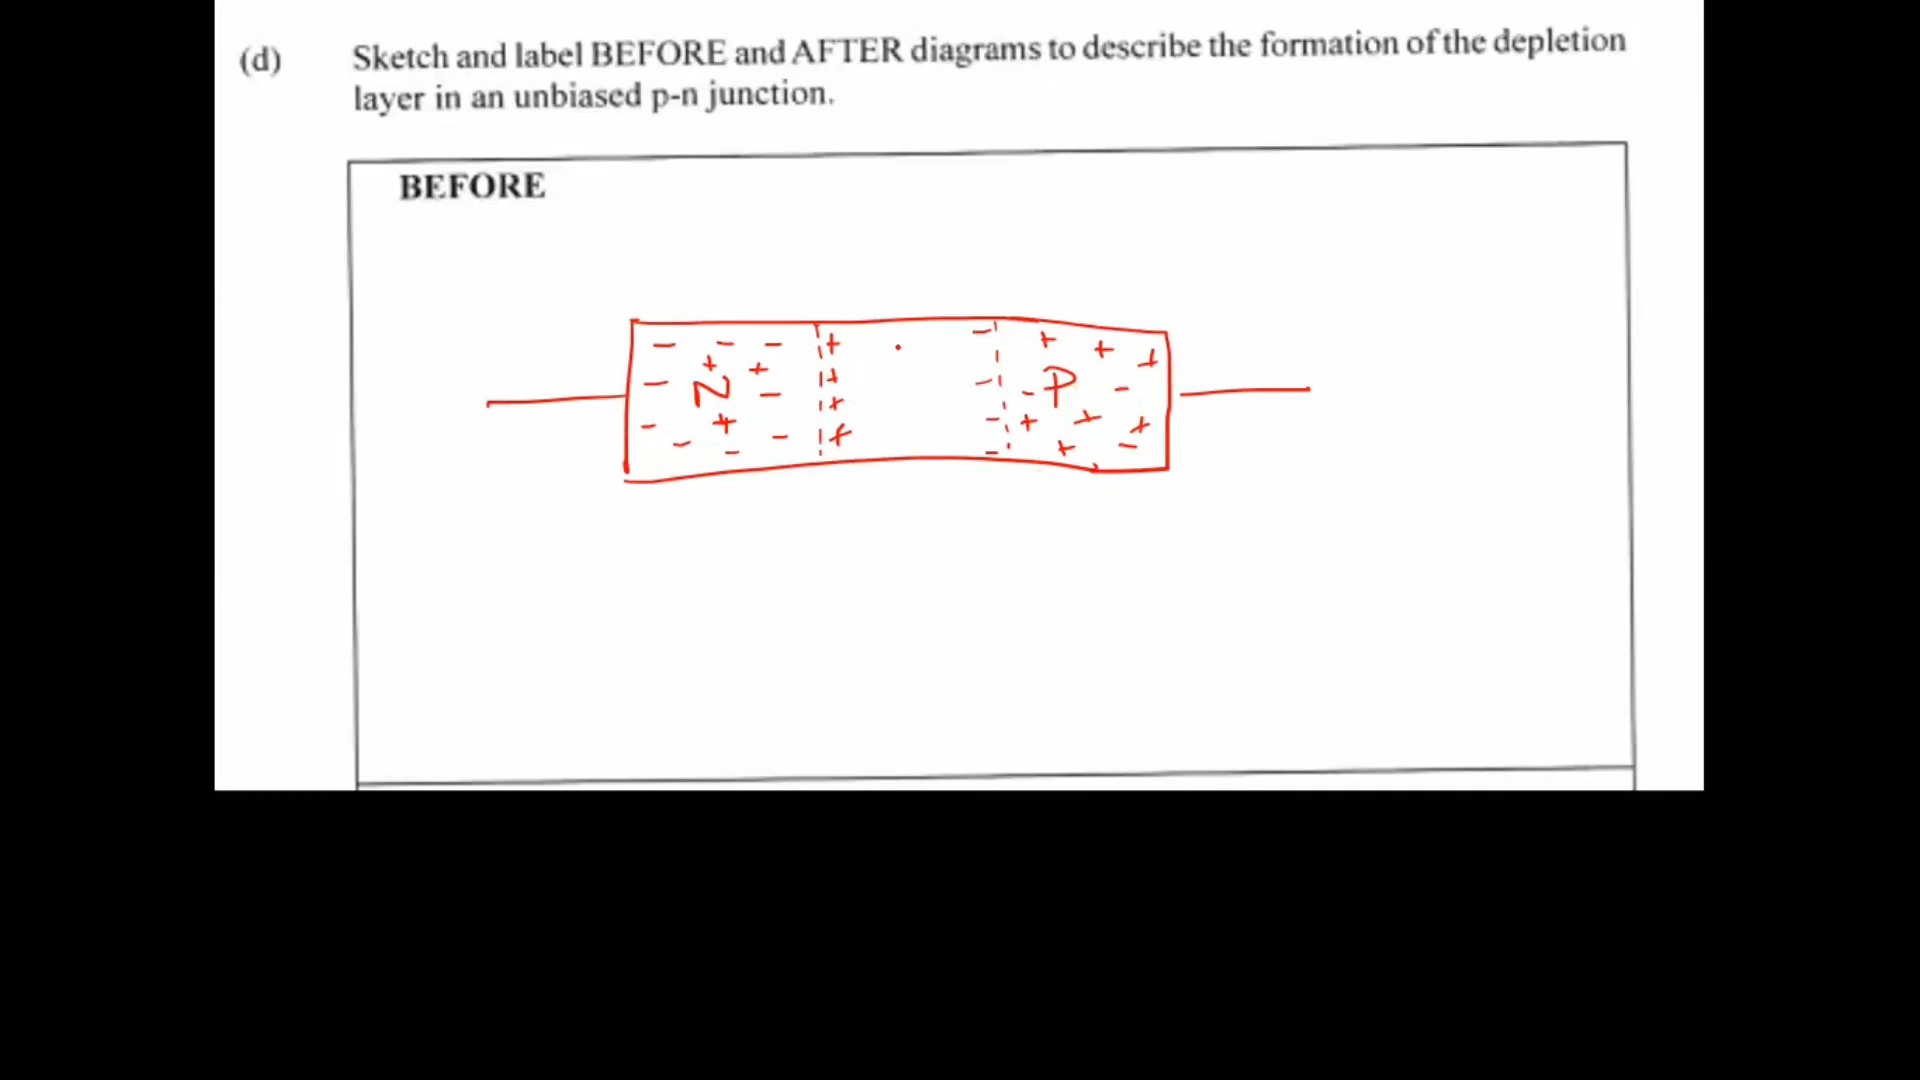 (d) Sketch and label BEFORE and AFTER diagrams to describe the formation of the depletion
layer in an unbiased p-n junction.
BEFORE
N
P